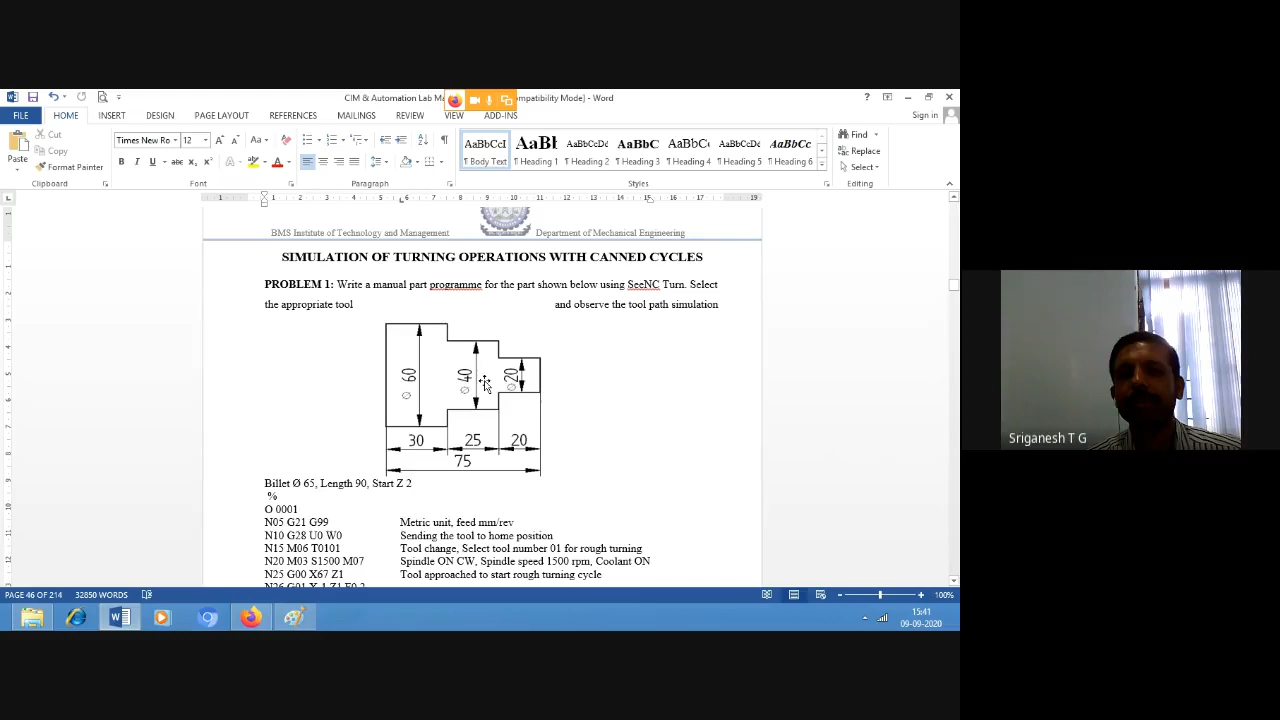 CIM & Automation Lab Ma
mpatibility Mode] - Word
FILE HOME INSERT DESIGN PAGE LAYOUT REFERENCES MAILINGS REVIEW VIEW ADD-INS
Sign in
Paste
Cut
Copy
Format Painter
Times New Ro
12
AaBbCcI AaBb AaBbCcDc AaBbC AaBbCc AaBbCcDc AaBbCc
¶ Body Text ¶ Heading 1 ¶ Heading 2 ¶ Heading 3 ¶ Heading 4 ¶ Heading 5 ¶ Heading 6
Find
Replace
Select
Clipboard Font Paragraph Styles Editing
BMS Institute of Technology and Management Department of Mechanical Engineering
SIMULATION OF TURNING OPERATIONS WITH CANNED CYCLES
PROBLEM 1: Write a manual part programme for the part shown below using SeeNC Turn. Select
the appropriate tool and observe the tool path simulation
∅ 60 ∅ 40 ∅20
30 25 20
75
Billet Ø 65, Length 90, Start Z 2
%
O 0001
N05 G21 G99 Metric unit, feed mm/rev
N10 G28 U0 W0 Sending the tool to home position
N15 M06 T0101 Tool change, Select tool number 01 for rough turning
N20 M03 S1500 M07 Spindle ON CW, Spindle speed 1500 rpm, Coolant ON
N25 G00 X67 Z1 Tool approached to start rough turning cycle
PAGE 46 OF 214 32850 WORDS
100%
15:41
09-09-2020
Sriganesh T G